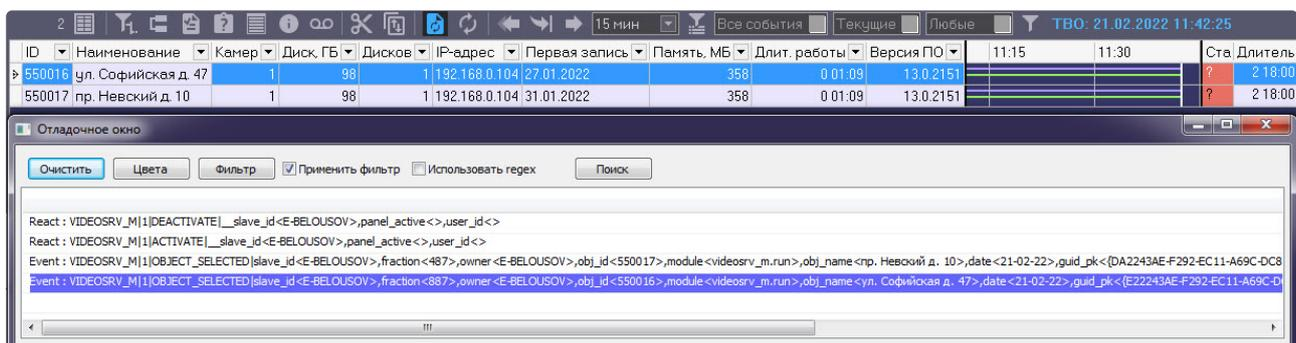 2 15 мин Все события Текущие Любые ТВО: 21.02.2022 11:42:25
ID Наименование Камер Диск, ГБ Дисков IP-адрес Первая запись Память, МБ Длит. работы Версия ПО 11:15 11:30 Ста Длитель
550016 ул. Софийская д. 47 1 98 1 192.168.0.104 27.01.2022 358 0 01:09 13.0.2151 ? 2 18:00
550017 пр. Невский д. 10 1 98 1 192.168.0.104 31.01.2022 358 0 01:09 13.0.2151 ? 2 18:00
Отладочное окно
Очистить Цвета Фильтр Применить фильтр Использовать regex Поиск
React : VIDEOSRV_M|1|DEACTIVATE|__slave_id<E-BELOUSOV>,panel_active<>,user_id<>
React : VIDEOSRV_M|1|ACTIVATE|__slave_id<E-BELOUSOV>,panel_active<>,user_id<>
Event : VIDEOSRV_M|1|OBJECT_SELECTED|slave_id<E-BELOUSOV>,fraction<487>,owner<E-BELOUSOV>,obj_id<550017>,module<videosrv_m.run>,obj_name<пр. Невский д. 10>,date<21-02-22>,guid_pk<{DA2243AE-F292-EC11-A69C-DC8
Event : VIDEOSRV_M|1|OBJECT_SELECTED|slave_id<E-BELOUSOV>,fraction<887>,owner<E-BELOUSOV>,obj_id<550016>,module<videosrv_m.run>,obj_name<ул. Софийская д. 47>,date<21-02-22>,guid_pk<{E22243AE-F292-EC11-A69C-D